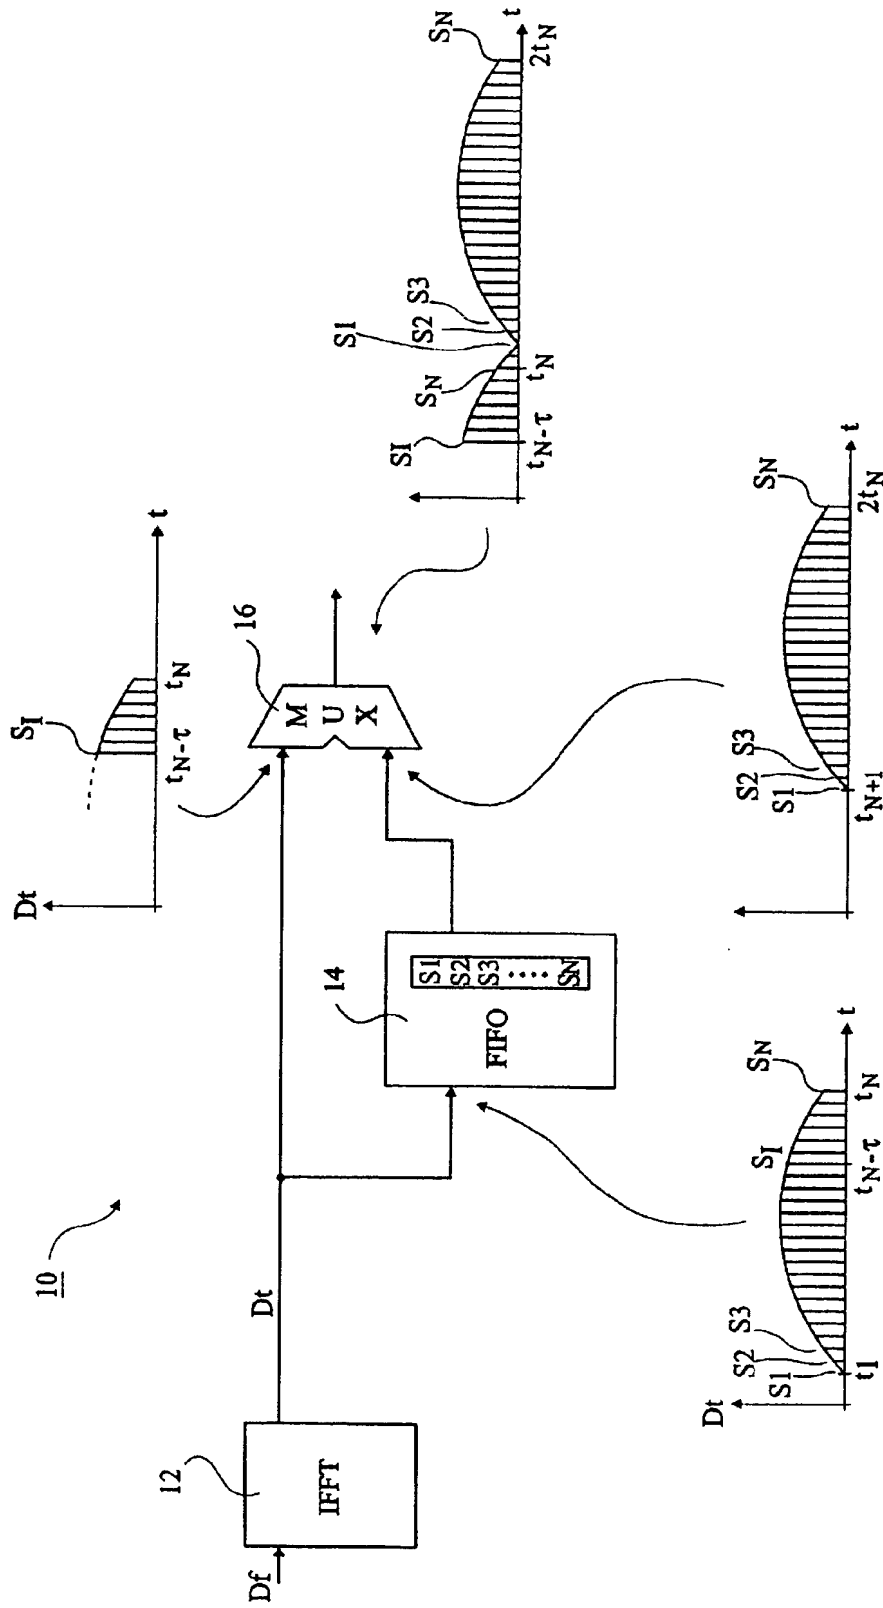 10
Df
12
IFFT
Dt
14
FIFO
S1
S2
S3
....
SN
16
M
U
X
Dt
SI
tN-τ
tN
t
SI
SN
S1
S2
S3
SN
tN-τ
tN
2tN
t
Dt
S1
S2
S3
SI
SN
t1
tN-τ
tN
t
S1
S2
S3
SN
tN+1
2tN
t